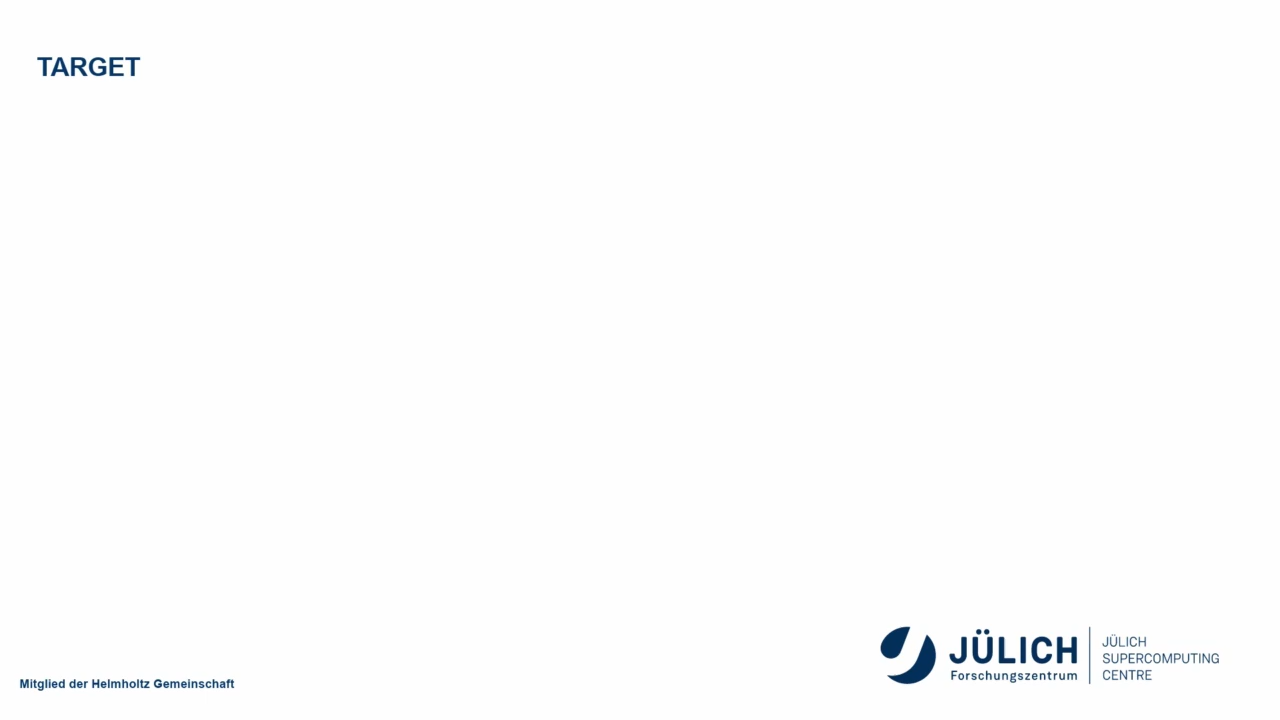 TARGET
JÜLICH
Forschungszentrum
JÜLICH
SUPERCOMPUTING
CENTRE
Mitglied der Helmholtz Gemeinschaft